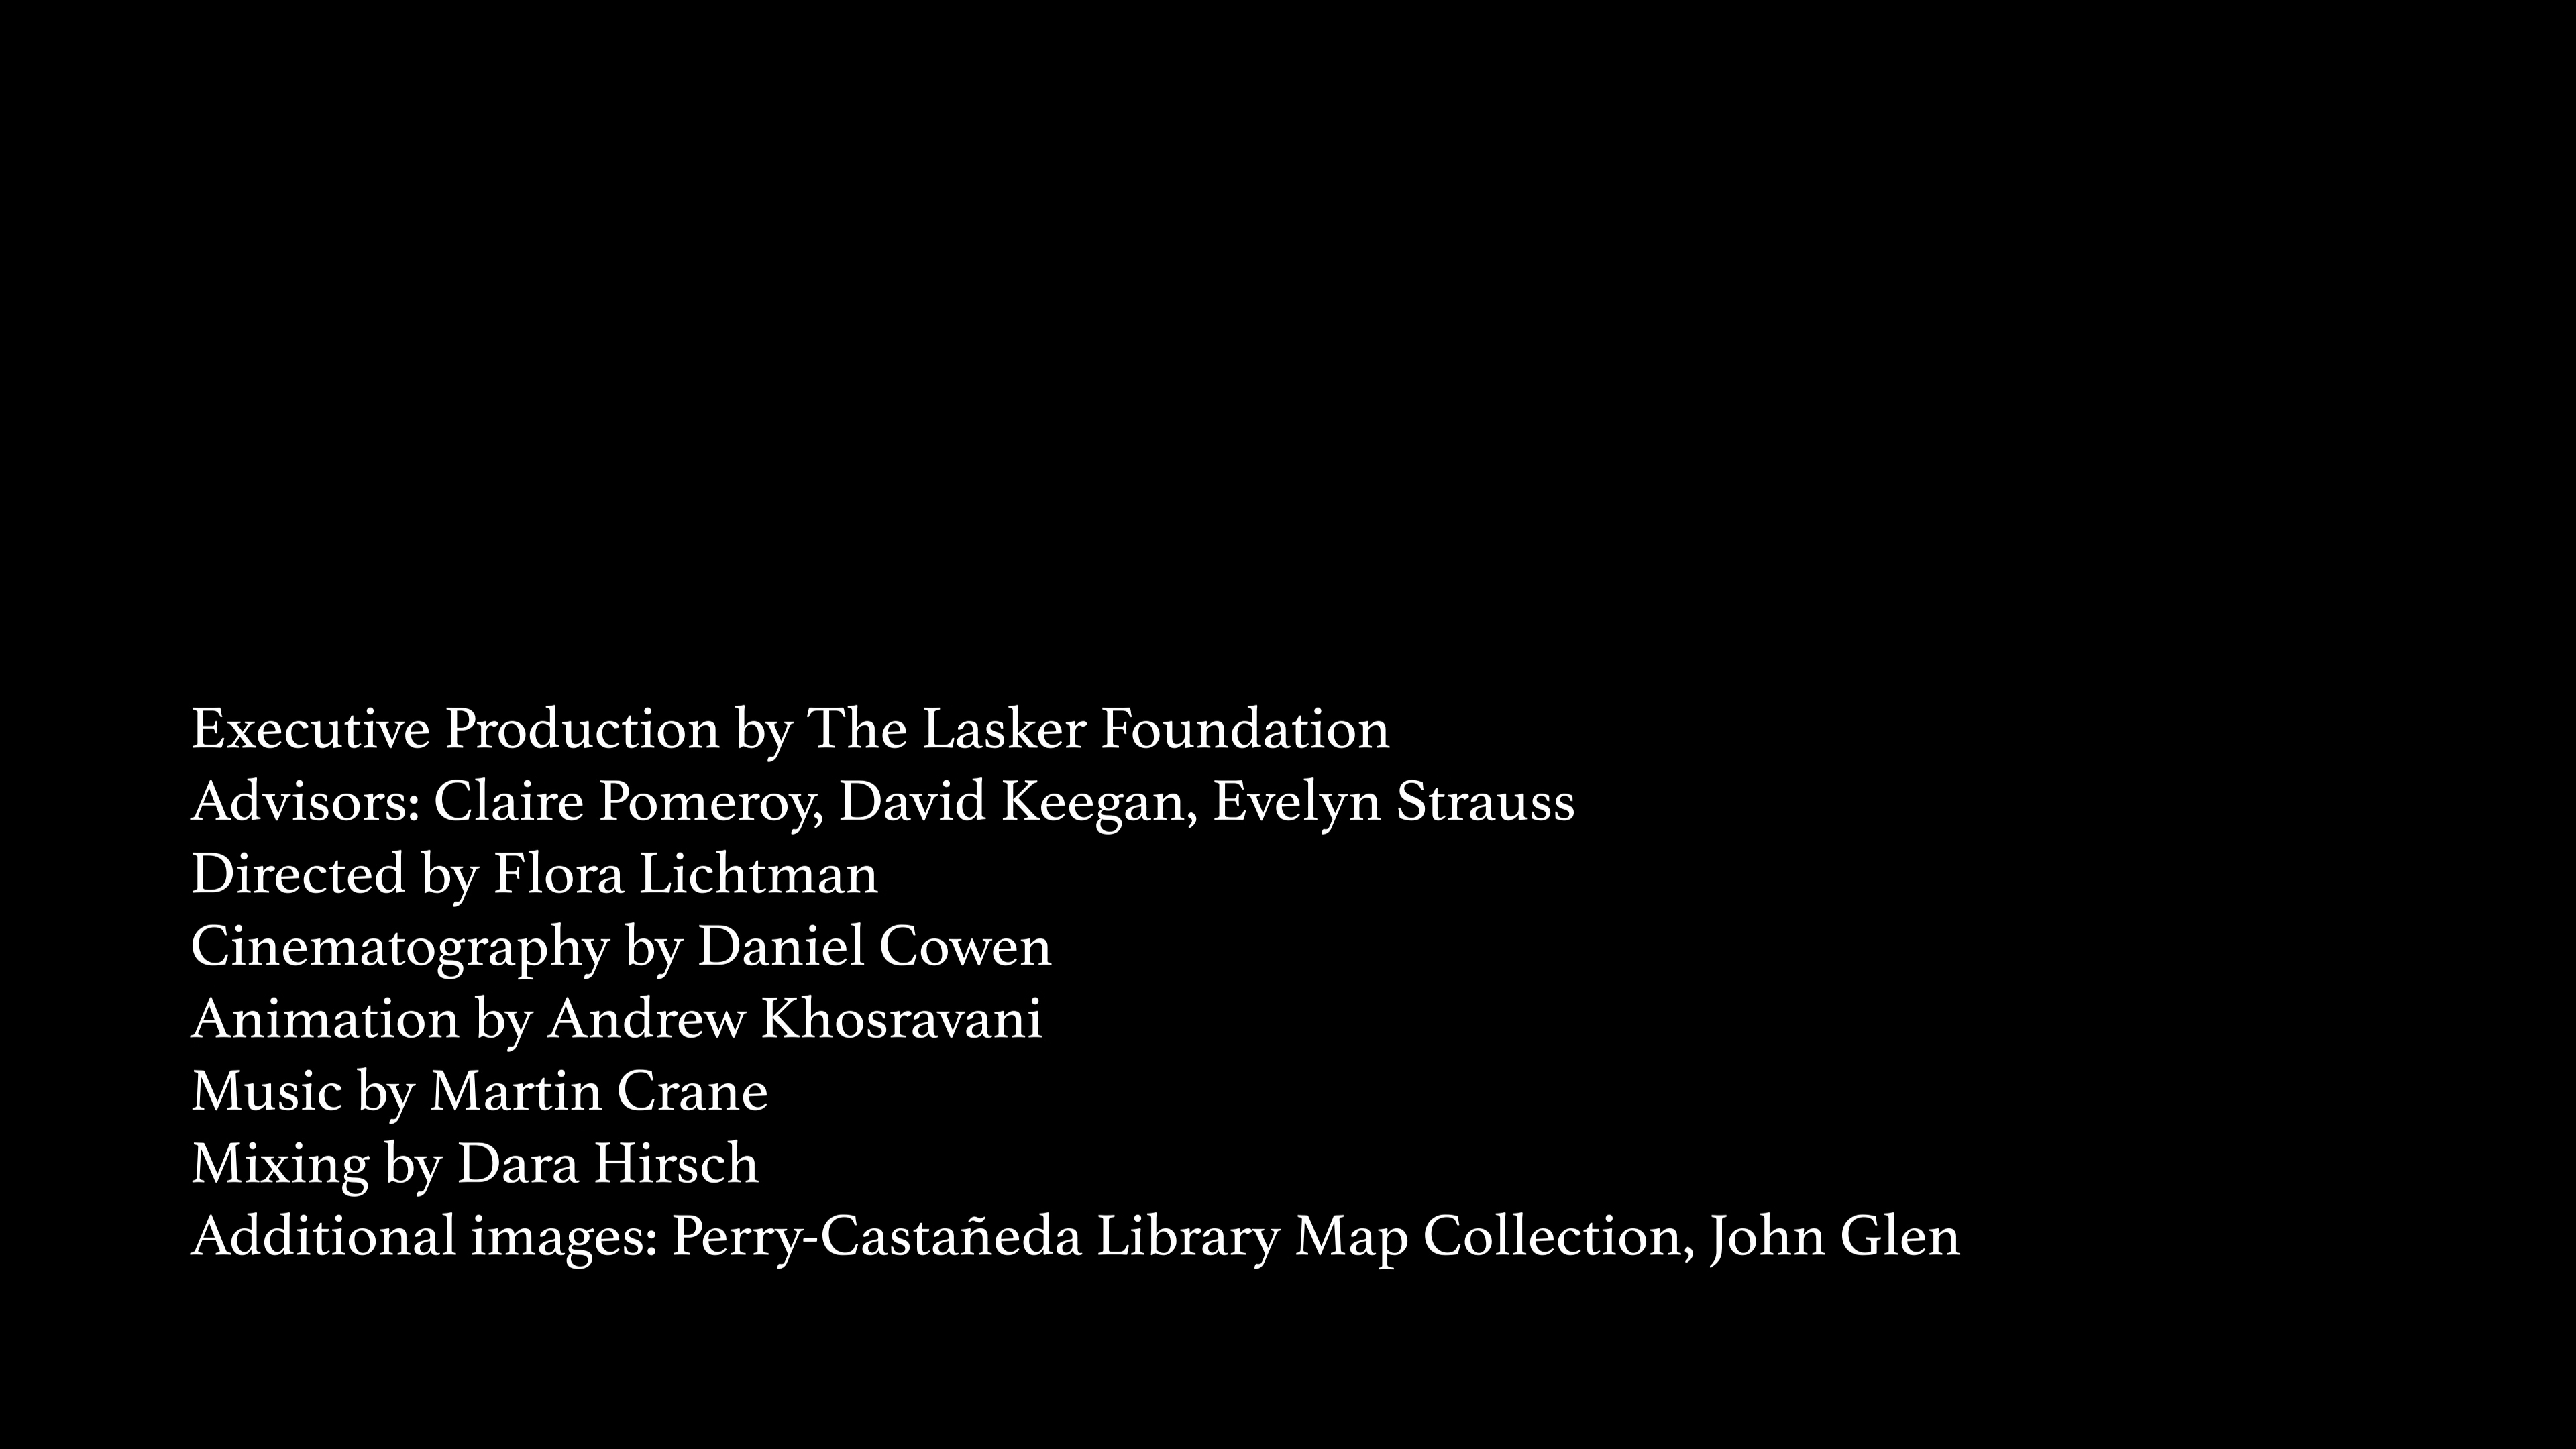 Executive Production by The Lasker Foundation
Advisors: Claire Pomeroy, David Keegan, Evelyn Strauss
Directed by Flora Lichtman
Cinematography by Daniel Cowen
Animation by Andrew Khosravani
Music by Martin Crane
Mixing by Dara Hirsch
Additional images: Perry-Castañeda Library Map Collection, John Glen